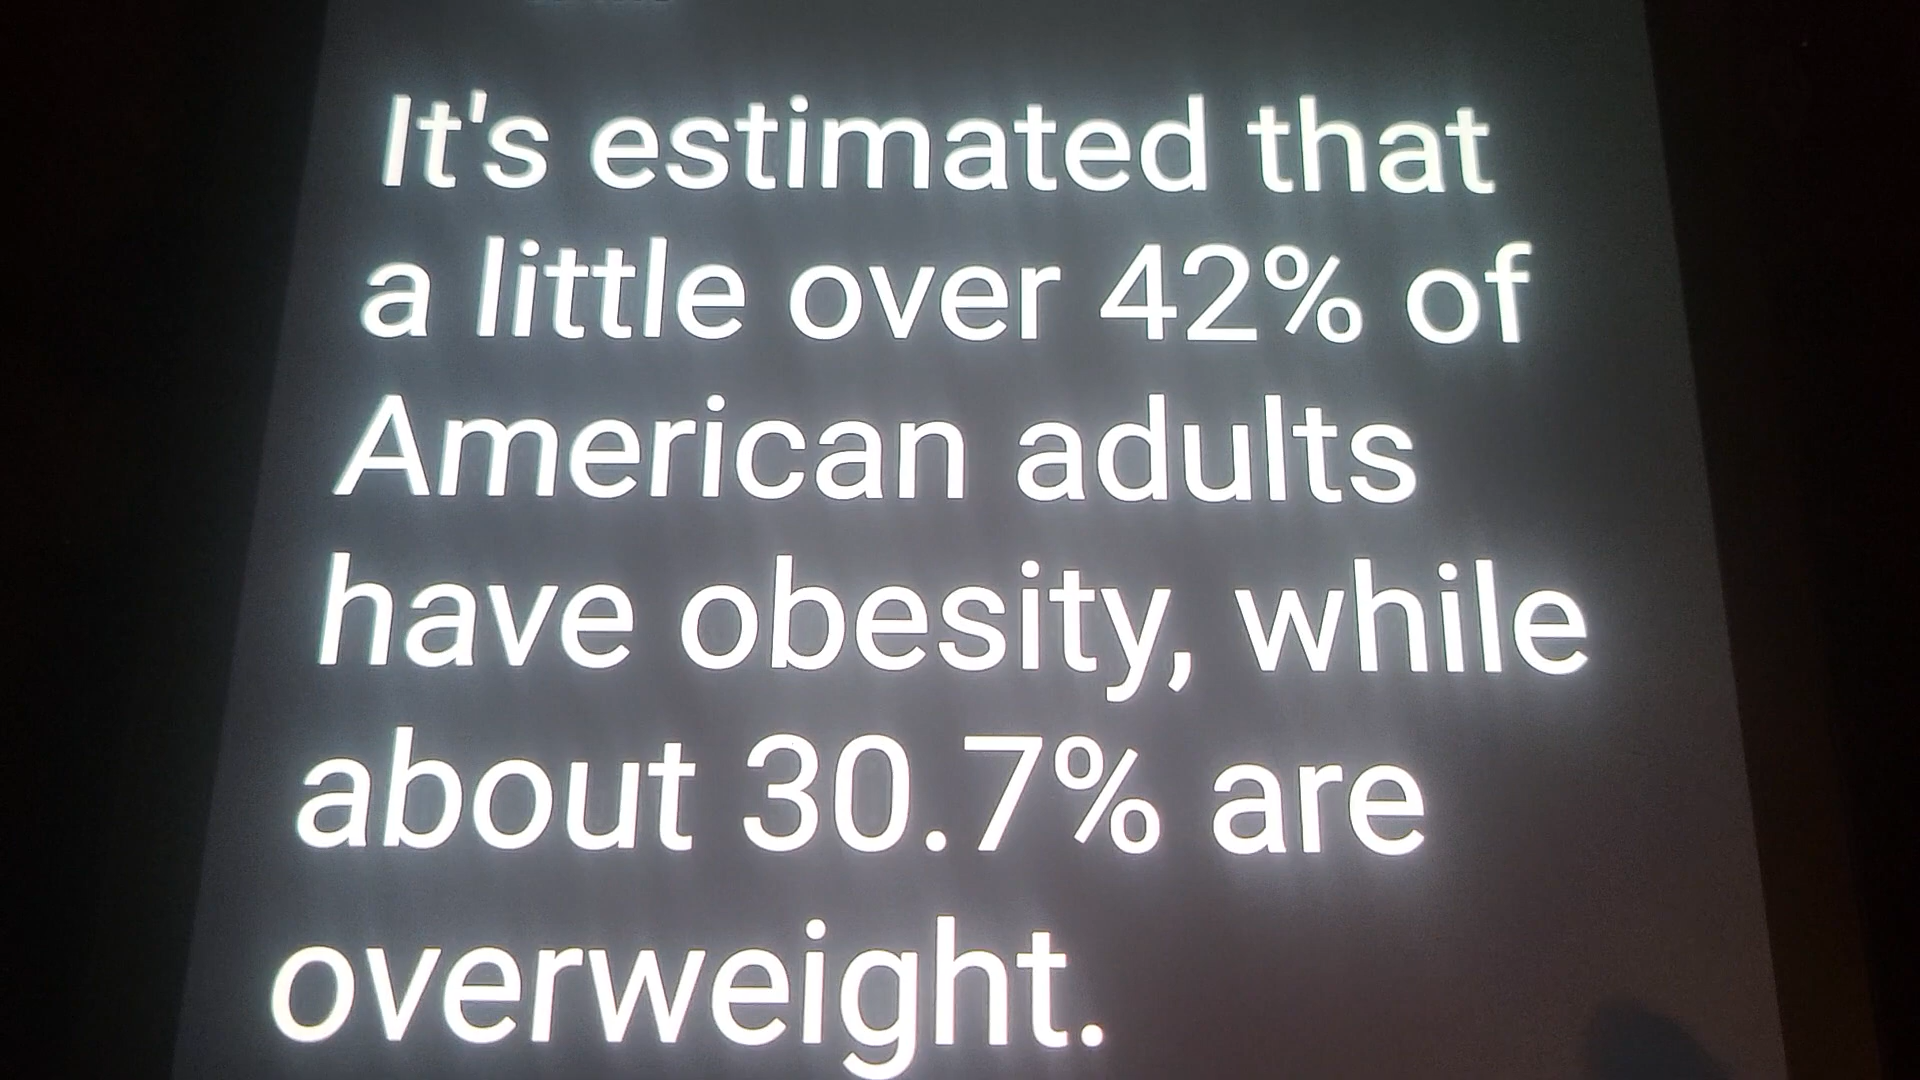 It's estimated that
a little over 42% of
American adults
have obesity, while
about 30.7% are
overweight.